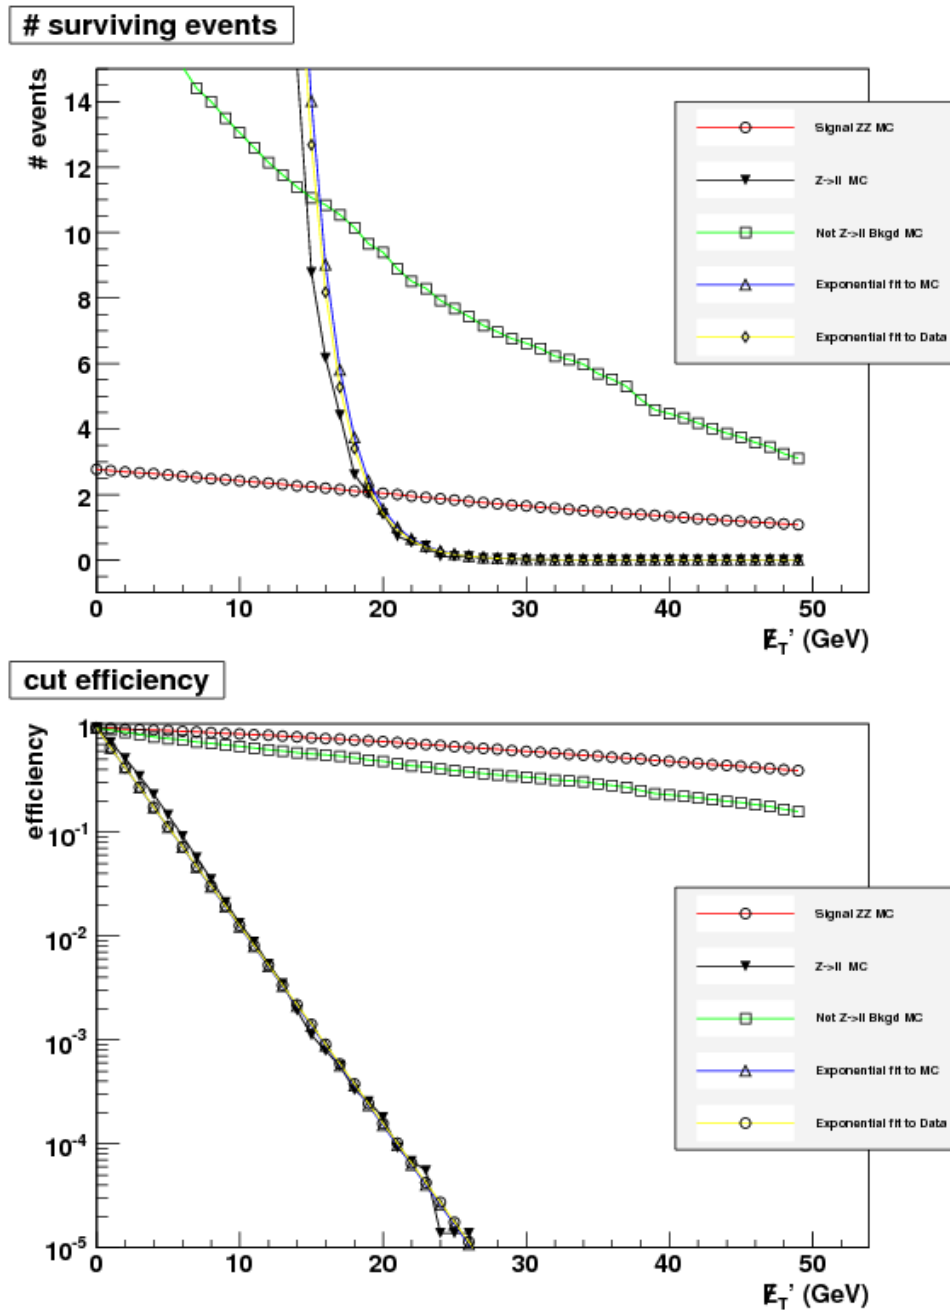 # surviving events
# events
14
12
10
8
6
4
2
0
0 10 20 30 40 50
E̸_T' (GeV)
Signal ZZ MC
Z->ll MC
Not Z->ll Bkgd MC
Exponential fit to MC
Exponential fit to Data
cut efficiency
efficiency
1
10^-1
10^-2
10^-3
10^-4
10^-5
0 10 20 30 40 50
E̸_T' (GeV)
Signal ZZ MC
Z->ll MC
Not Z->ll Bkgd MC
Exponential fit to MC
Exponential fit to Data